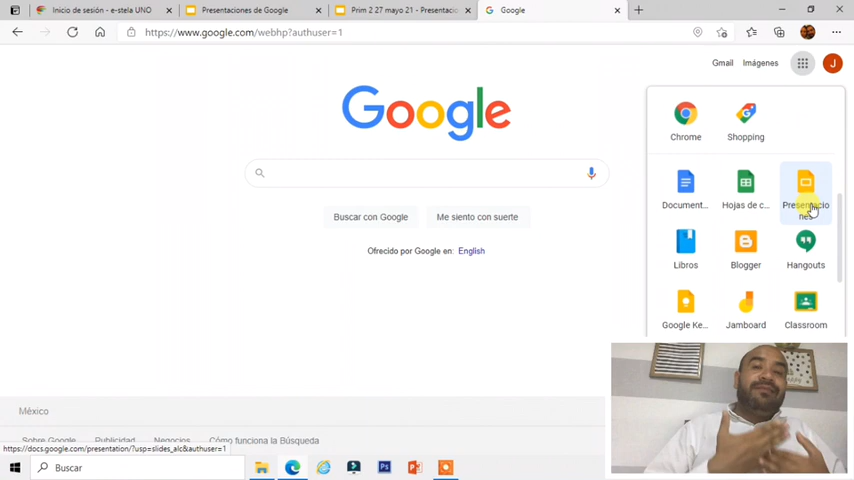 Inicio de sesión - e-stela UNO
Presentaciones de Google
Prim 2 27 mayo 21 - Presentacio
Google
https://www.google.com/webhp?authuser=1
Gmail
Imágenes
J
Google
Chrome
Shopping
Document...
Hojas de c...
Presentacio
nes
Buscar con Google
Me siento con suerte
Ofrecido por Google en: English
Libros
Blogger
Hangouts
Google Ke...
Jamboard
Classroom
México
Sobre Google
Publicidad
Negocios
Cómo funciona la Búsqueda
https://docs.google.com/presentation/?usp=slides_alc&authuser=1
Buscar
Ps